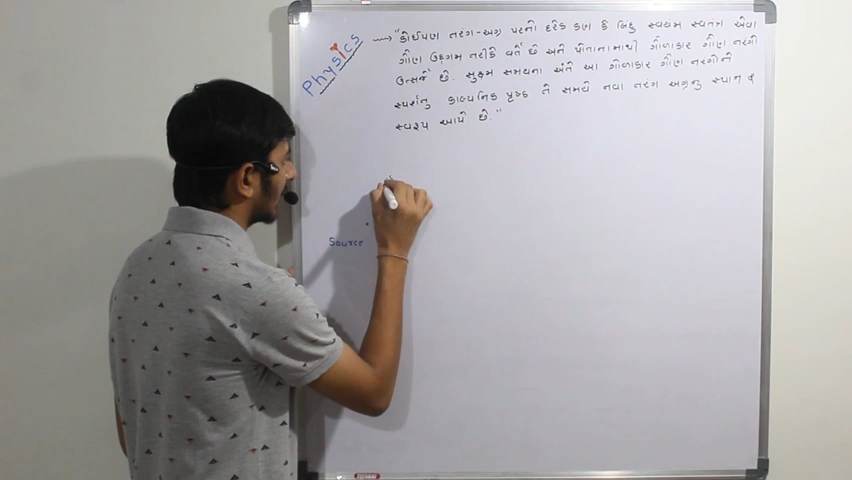 Physics
"કોઈપણ તરંગ-અગ્ર પરનો દરેક કણ કે બિંદુ સ્વયમ સ્વતંત્ર એવા
ગૌણ ઉદ્દગમ તરીકે વર્તે છે અને પોતાનામાંથી ગોળાકાર ગૌણ તરંગો
ઉત્સર્જે છે. સુક્ષ્મ સમયના અંતે આ ગોળાકાર ગૌણ તરંગોને
સ્પર્શતુ કાલ્પનિક પૃષ્ઠ તે સમયે નવા તરંગ અગ્રનુ સ્થાન &
સ્વરૂપ આપે છે."
Source